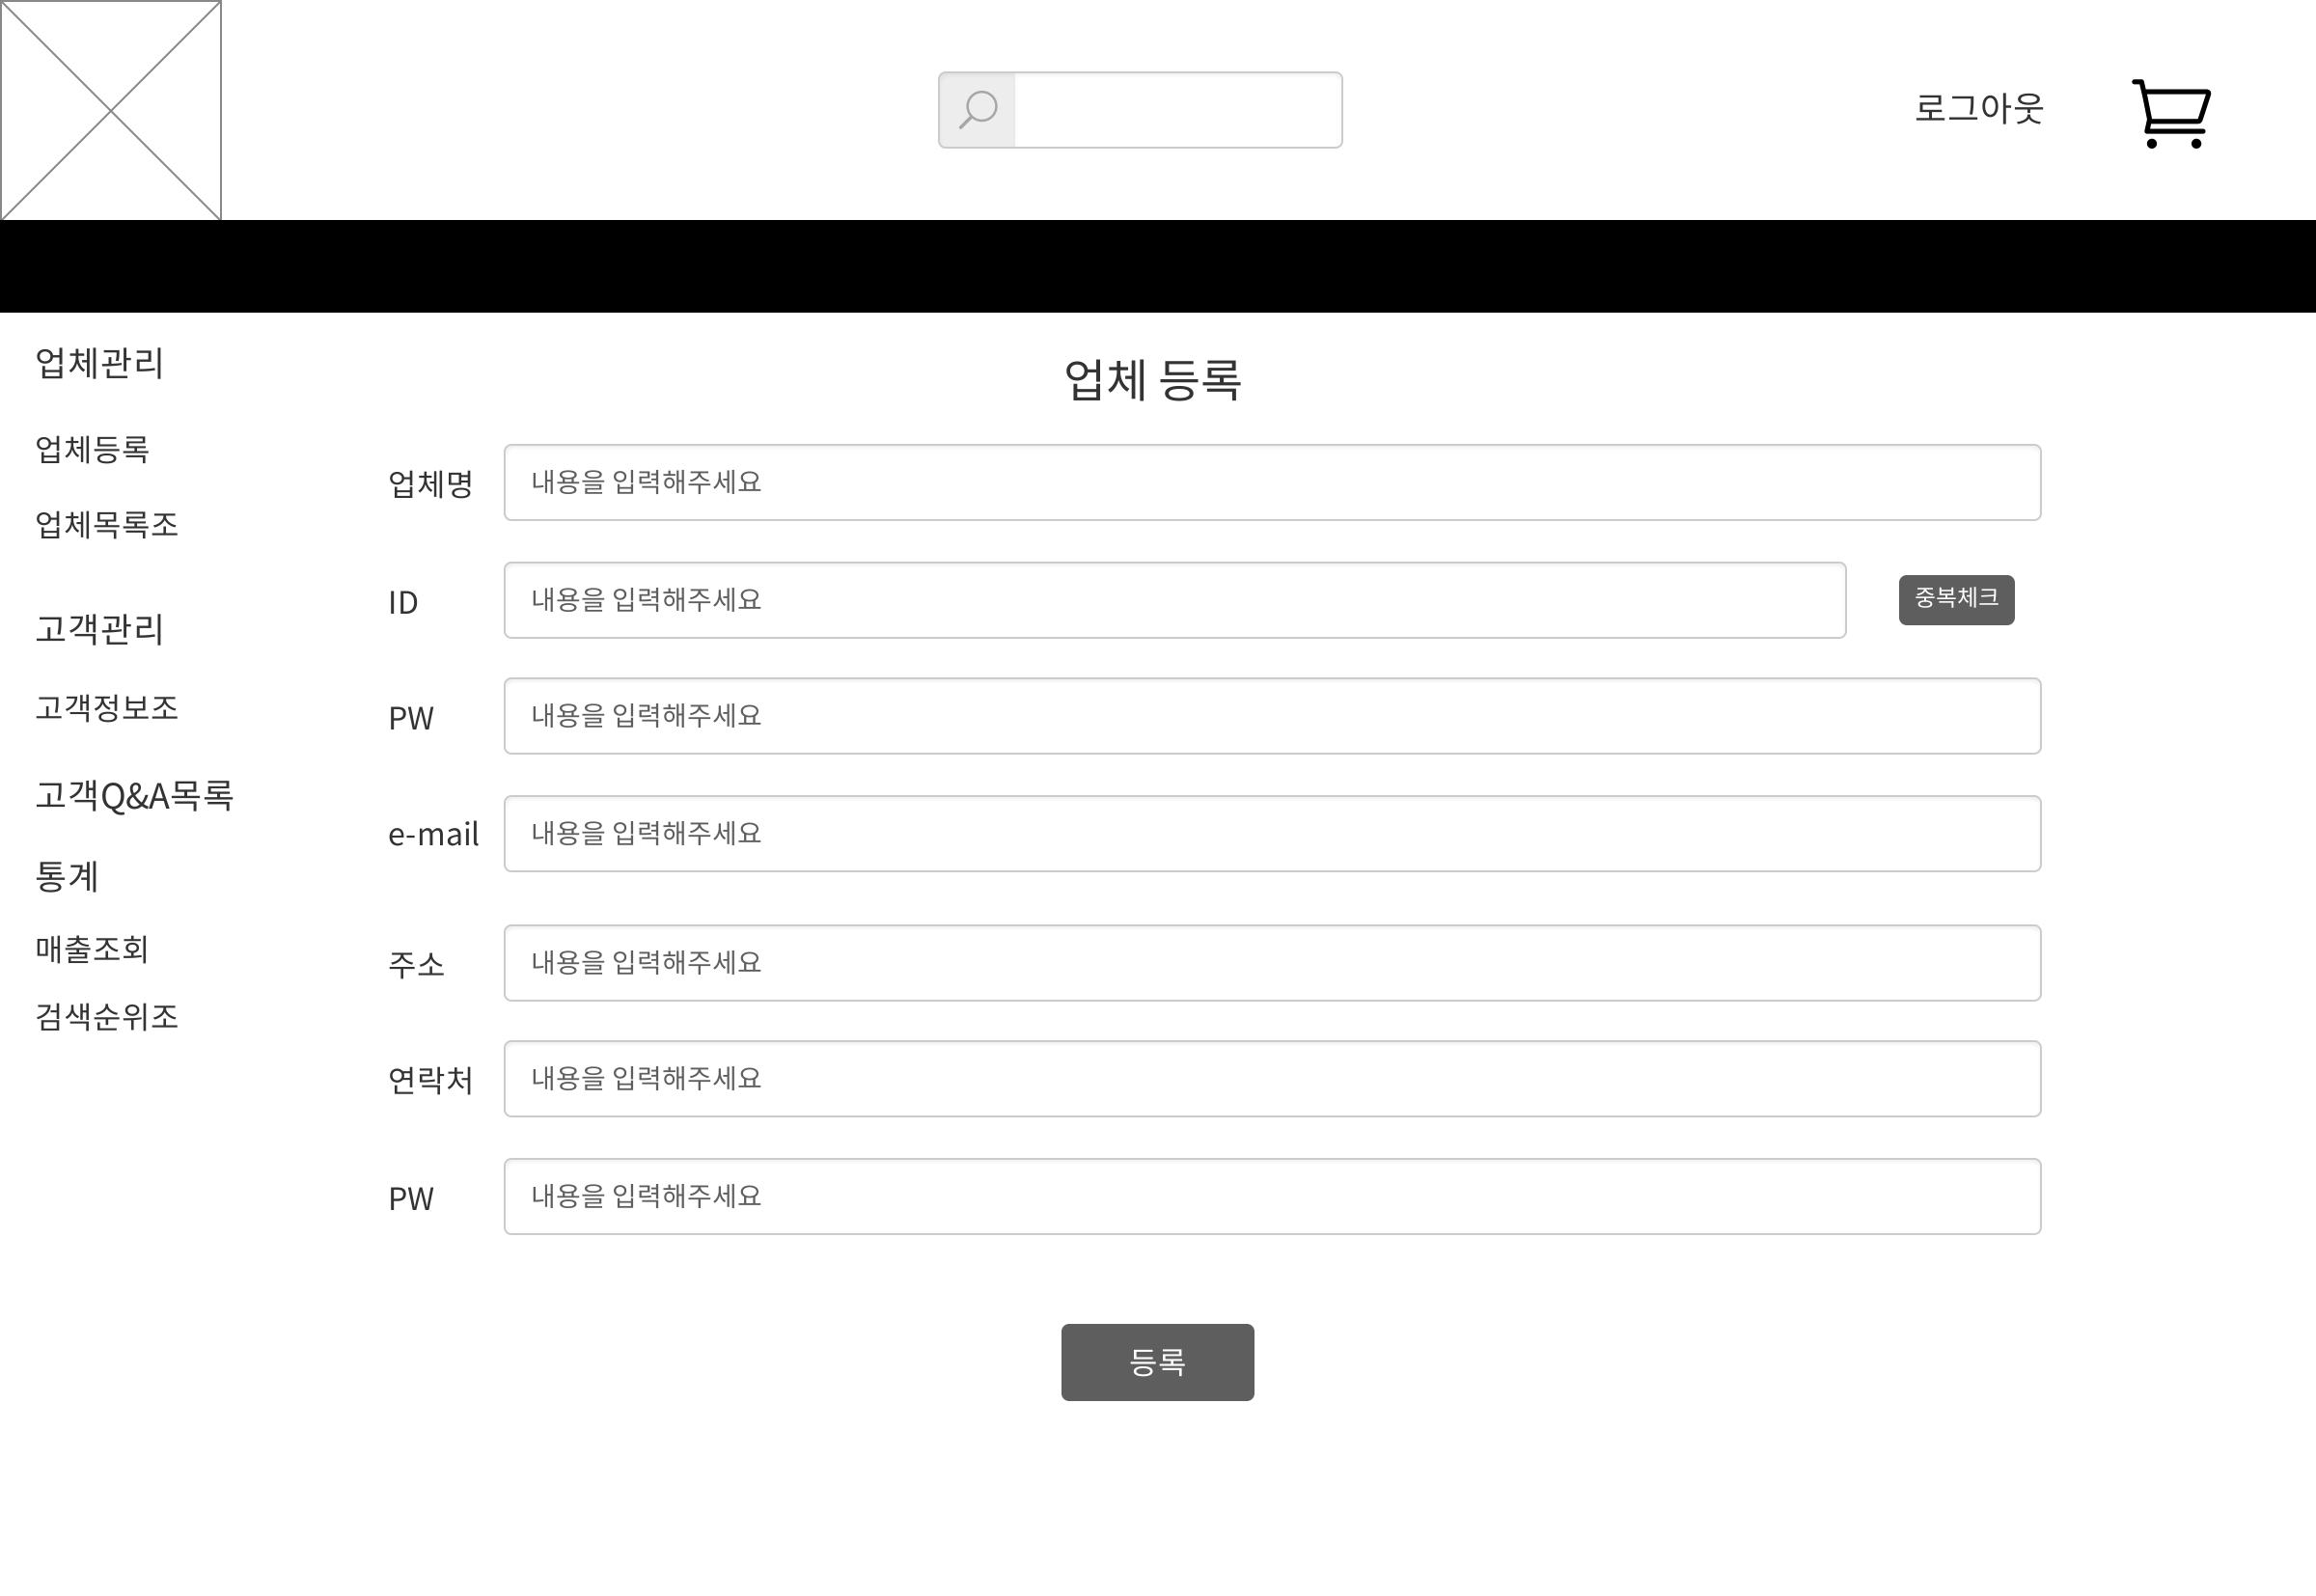 로그아웃
업체관리
업체등록
업체목록조
고객관리
고객정보조
고객Q&A목록
통계
매출조회
검색순위조
업체 등록
업체명 내용을 입력해주세요
ID 내용을 입력해주세요 중복체크
PW 내용을 입력해주세요
e-mail 내용을 입력해주세요
주소 내용을 입력해주세요
연락처 내용을 입력해주세요
PW 내용을 입력해주세요
등록